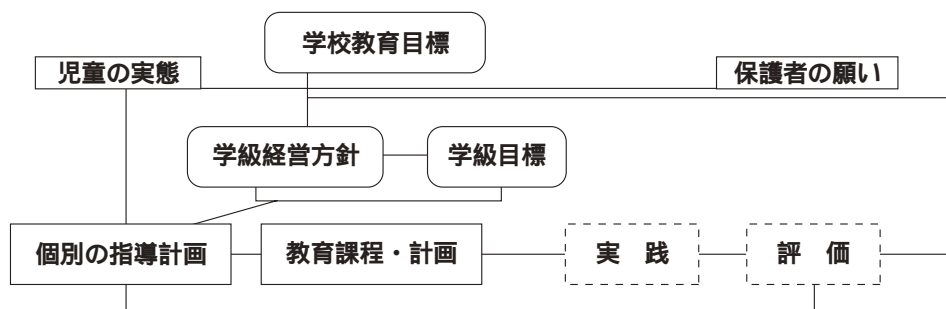 学校教育目標
児童の実態
保護者の願い
学級経営方針
学級目標
個別の指導計画
教育課程・計画
実 践
評 価